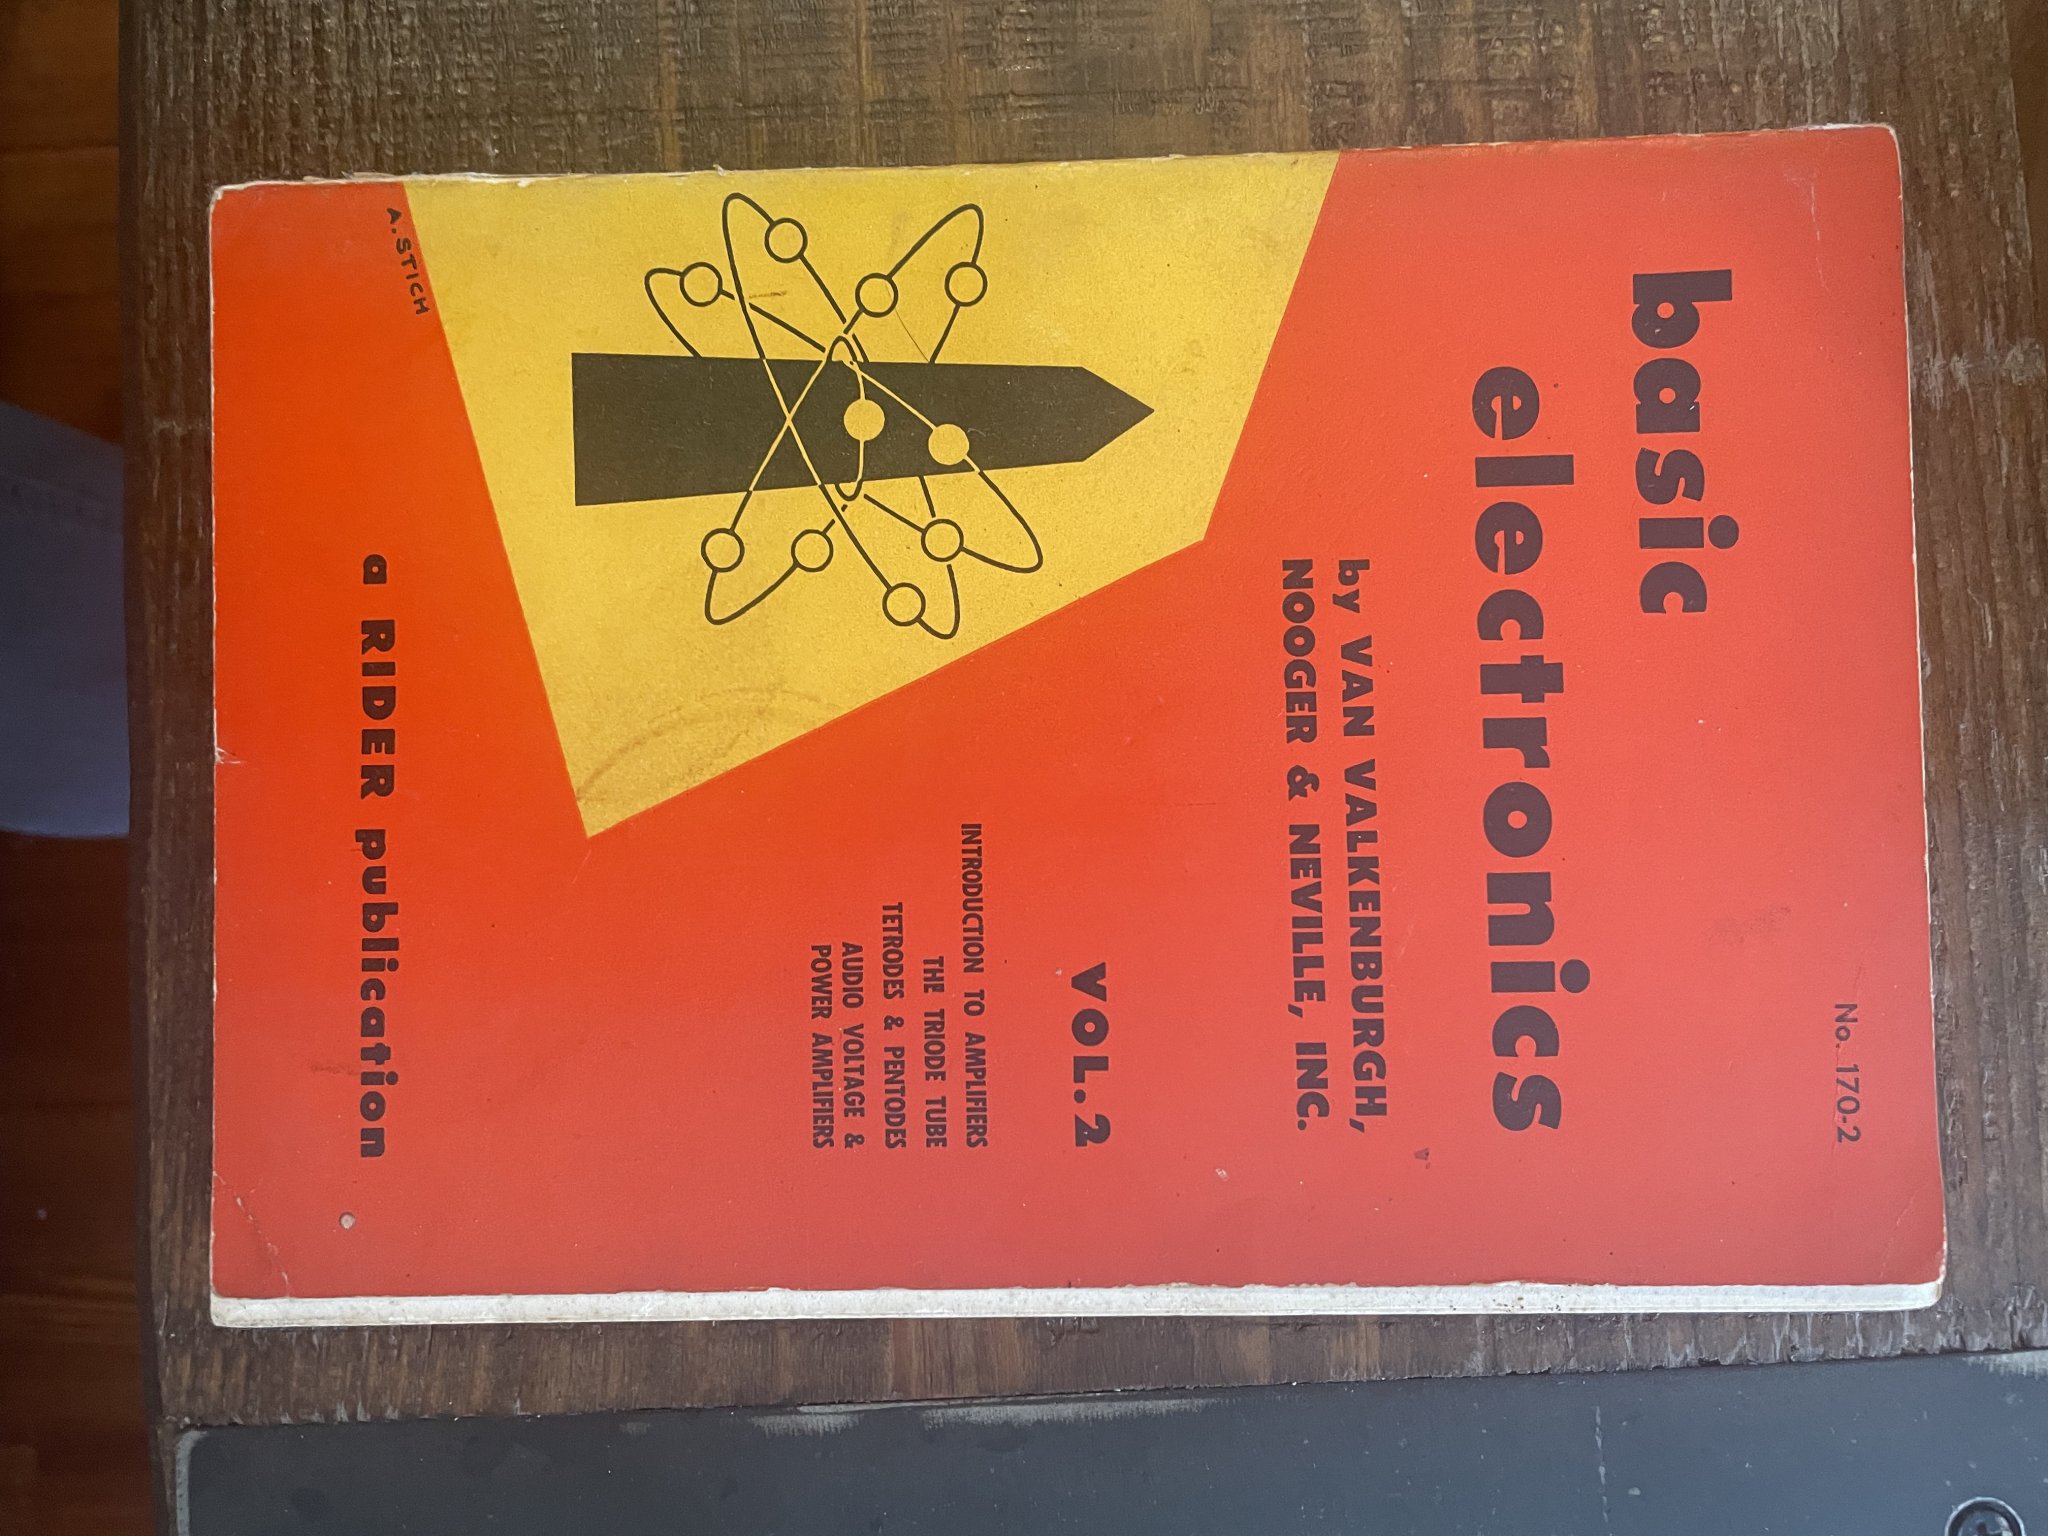 No. 170-2
basic
electronics
by VAN VALKENBURGH,
NOOGER & NEVILLE, INC.
VOL. 2
INTRODUCTION TO AMPLIFIERS
THE TRIODE TUBE
TETRODES & PENTODES
AUDIO VOLTAGE &
POWER AMPLIFIERS
A. STICH
a RIDER publication